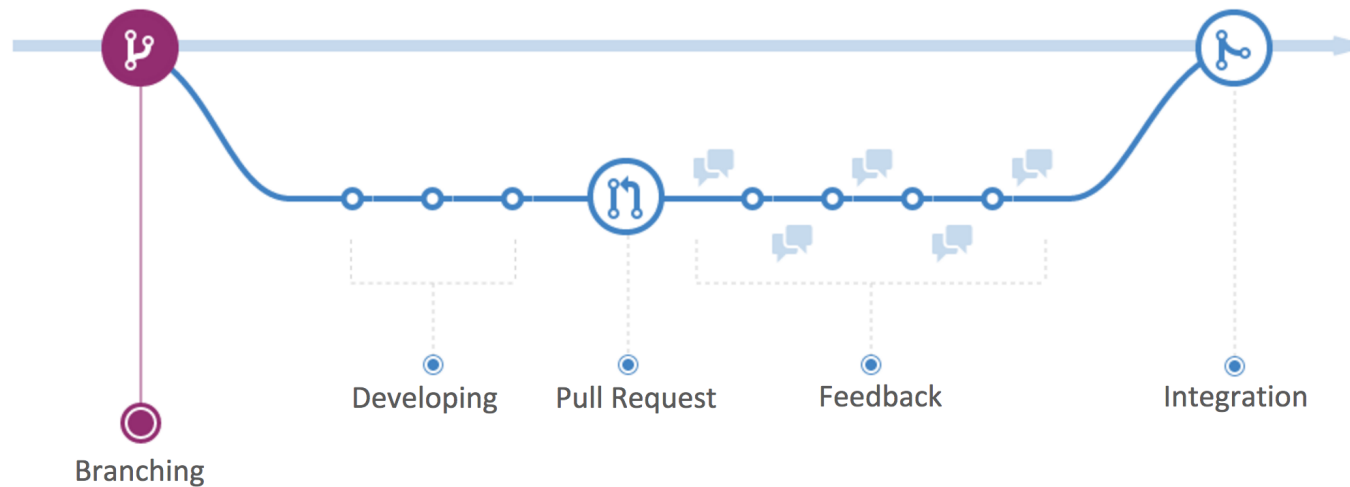 Developing
Pull Request
Feedback
Integration
Branching